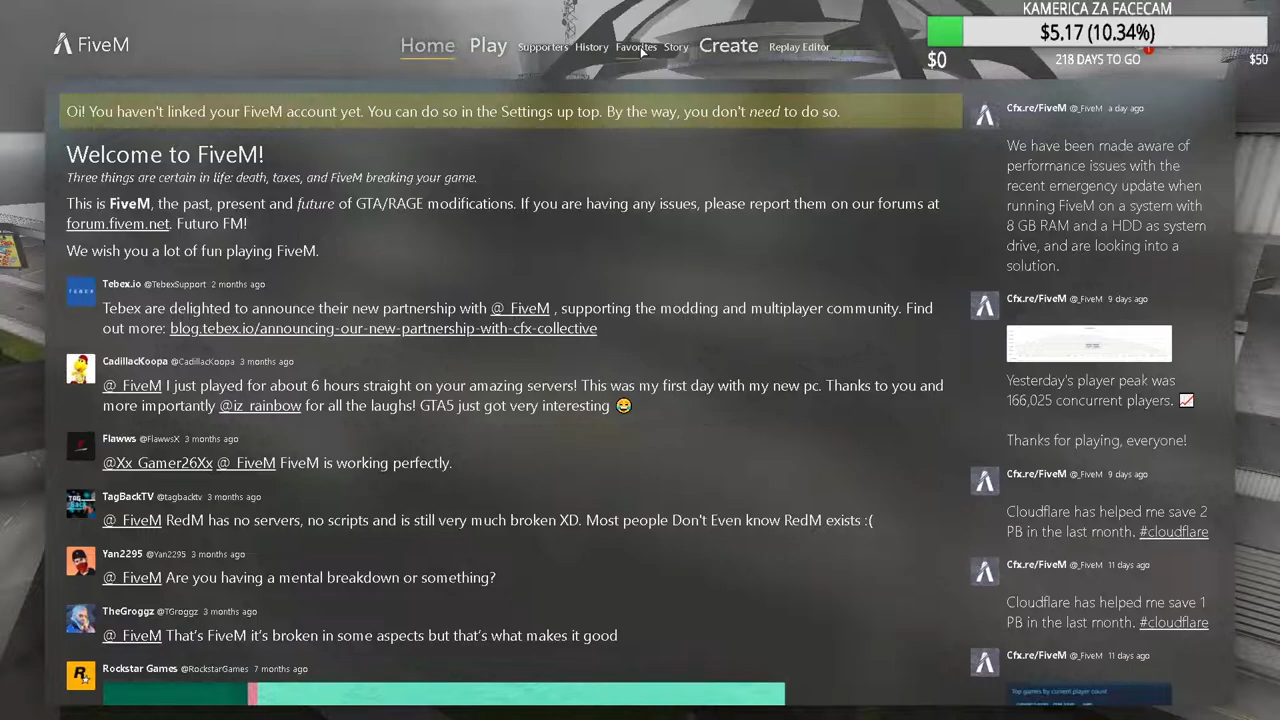 FiveM
Home Play Supporters History Favorites Story Create Replay Editor
KAMERICA ZA FACECAM
$5.17 (10.34%)
$0 218 DAYS TO GO $50
Oi! You haven't linked your FiveM account yet. You can do so in the Settings up top. By the way, you don't need to do so.
Welcome to FiveM!
Three things are certain in life: death, taxes, and FiveM breaking your game.
This is FiveM, the past, present and future of GTA/RAGE modifications. If you are having any issues, please report them on our forums at
forum.fivem.net. Futuro FM!
We wish you a lot of fun playing FiveM.
Tebex.io @TebexSupport 2 months ago
TEBEX
Tebex are delighted to announce their new partnership with @_FiveM , supporting the modding and multiplayer community. Find
out more: blog.tebex.io/announcing-our-new-partnership-with-cfx-collective
CadillacKoopa @CadillacKoopa 3 months ago
@_FiveM I just played for about 6 hours straight on your amazing servers! This was my first day with my new pc. Thanks to you and
more importantly @iz_rainbow for all the laughs! GTA5 just got very interesting 😂
Flawws @FlawwsX 3 months ago
@Xx_Gamer26Xx @_FiveM FiveM is working perfectly.
TagBackTV @tagbacktv 3 months ago
@_FiveM RedM has no servers, no scripts and is still very much broken XD. Most people Don't Even know RedM exists :(
Yan2295 @Yan2295 3 months ago
@_FiveM Are you having a mental breakdown or something?
TheGroggz @TGroggz 3 months ago
@_FiveM That's FiveM it's broken in some aspects but that's what makes it good
Rockstar Games @RockstarGames 7 months ago
Cfx.re/FiveM @_FiveM a day ago
We have been made aware of
performance issues with the
recent emergency update when
running FiveM on a system with
8 GB RAM and a HDD as system
drive, and are looking into a
solution.
Cfx.re/FiveM @_FiveM 9 days ago
Yesterday's player peak was
166,025 concurrent players. 📈
Thanks for playing, everyone!
Cfx.re/FiveM @_FiveM 9 days ago
Cloudflare has helped me save 2
PB in the last month. #cloudflare
Cfx.re/FiveM @_FiveM 11 days ago
Cloudflare has helped me save 1
PB in the last month. #cloudflare
Cfx.re/FiveM @_FiveM 11 days ago
Top games by current player count